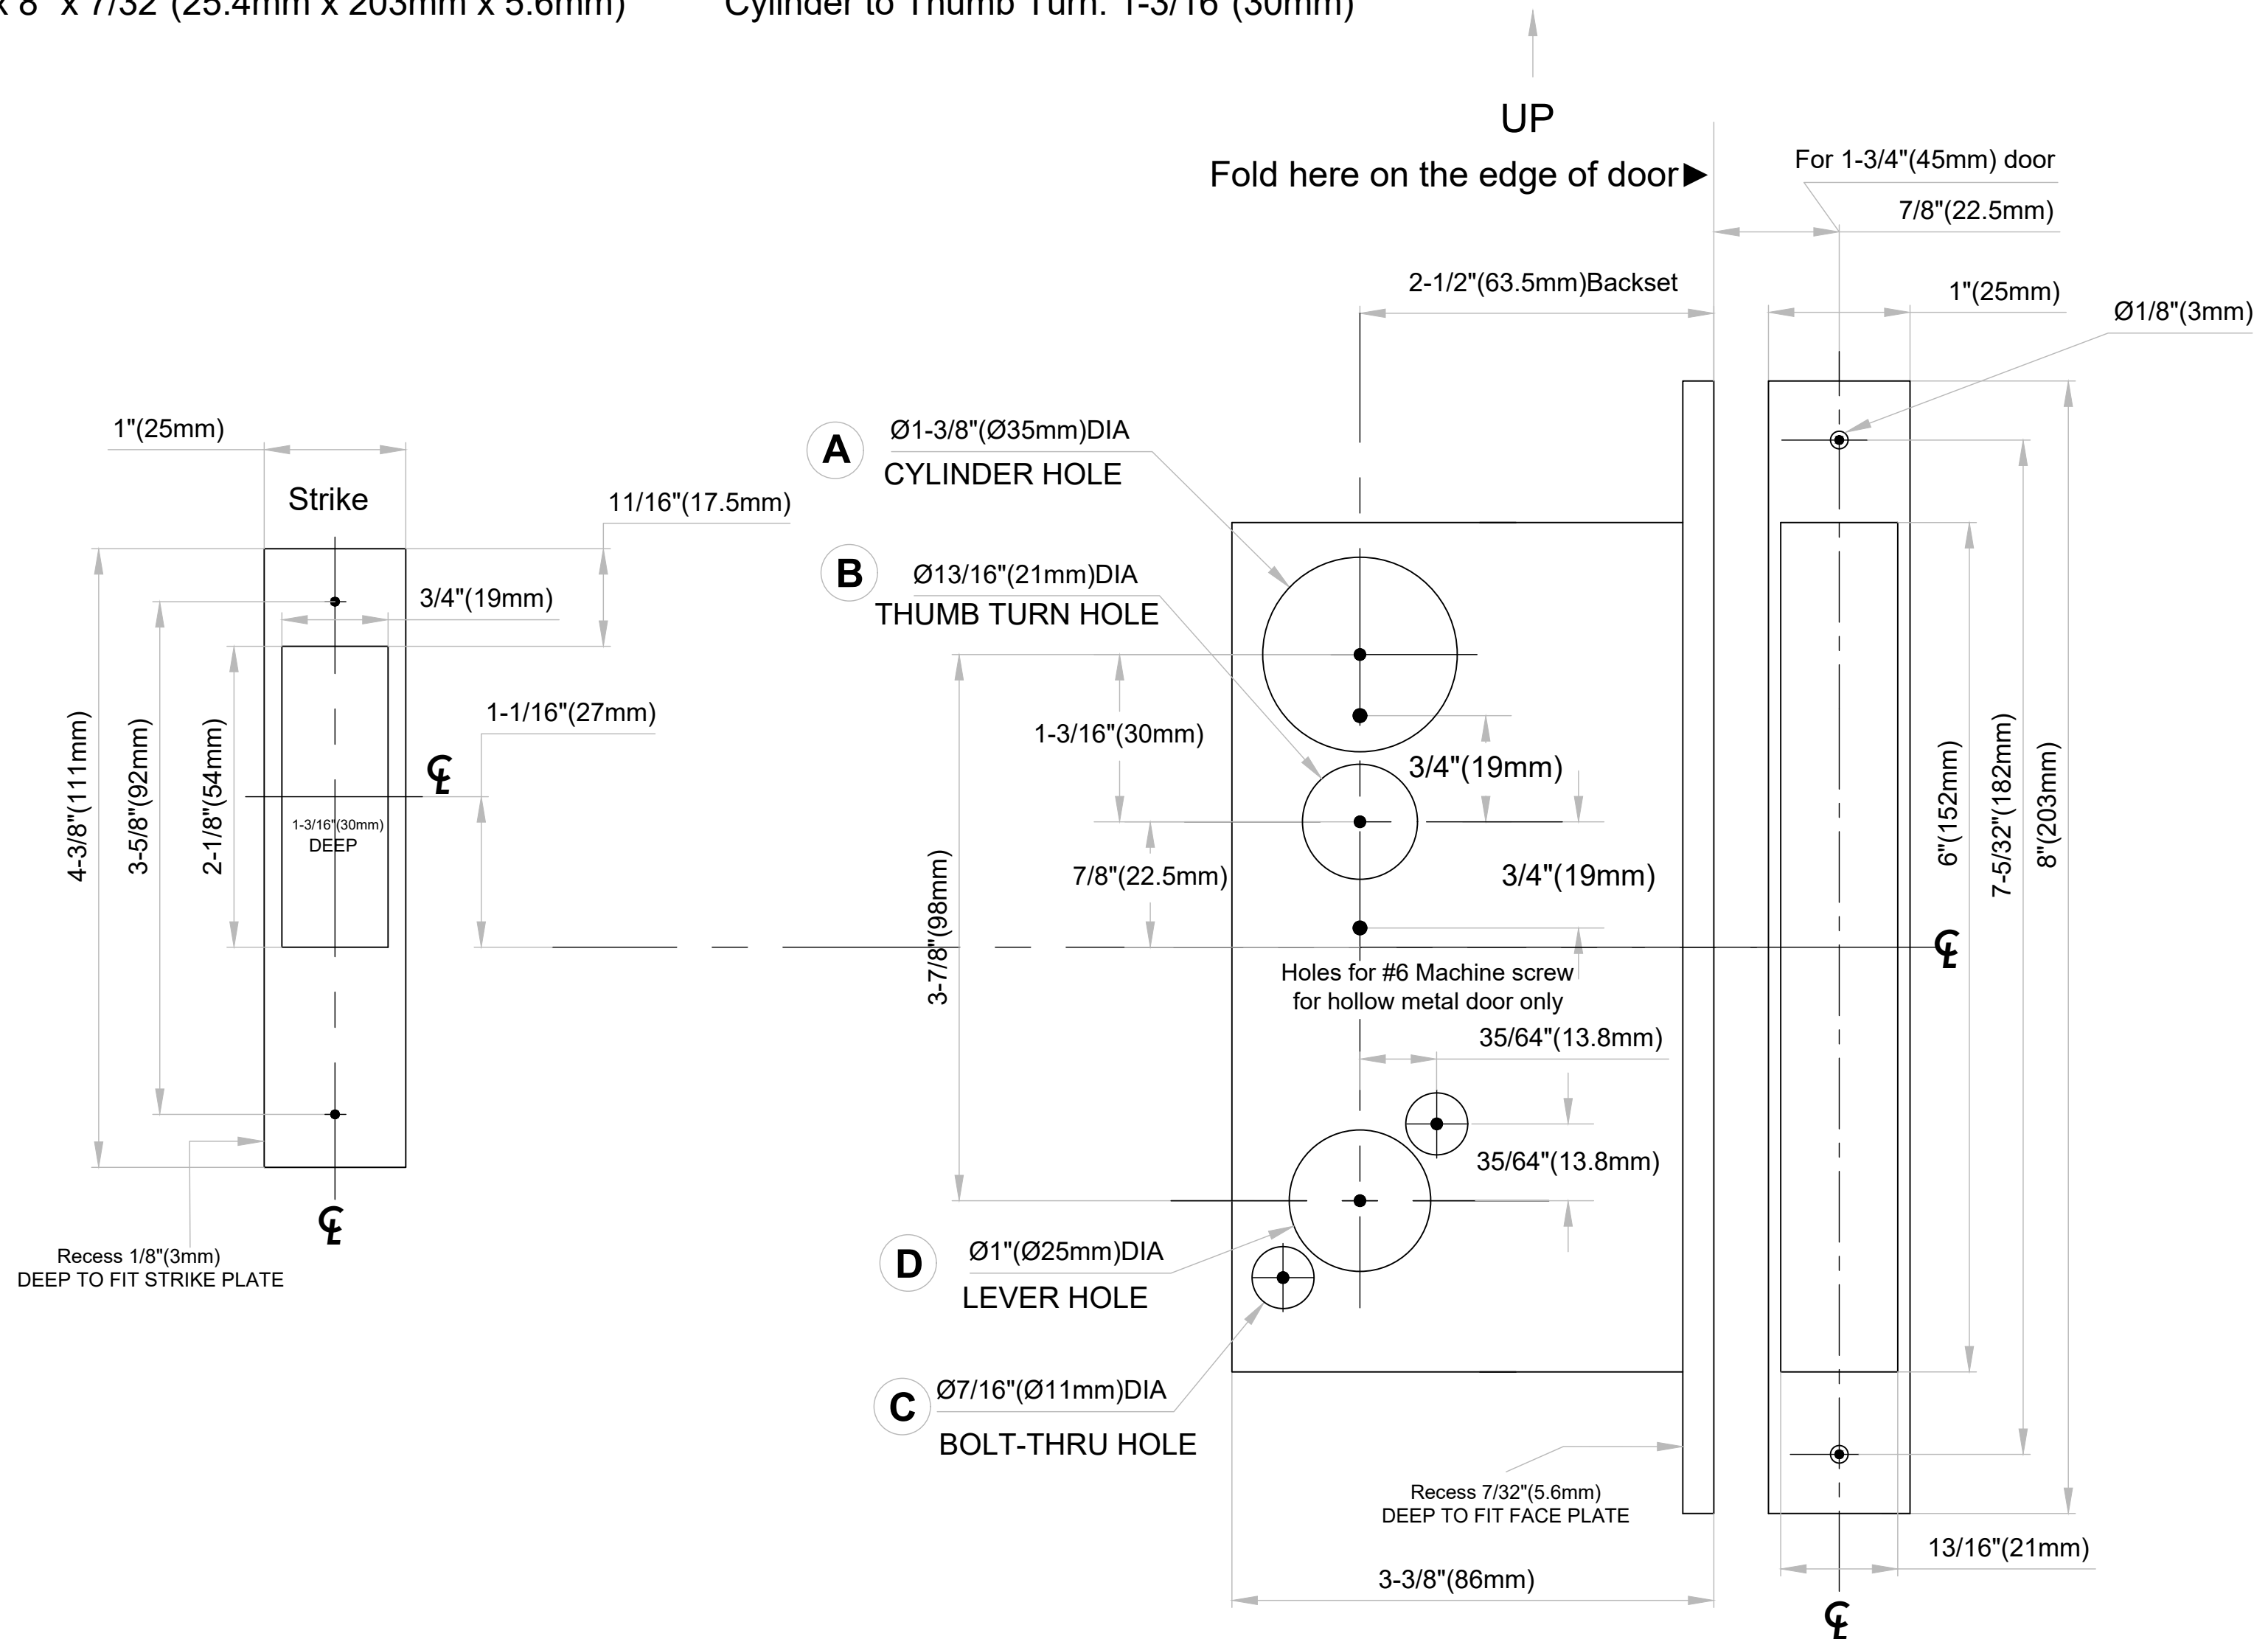 x 8" x 7/32"(25.4mm x 203mm x 5.6mm)
Cylinder to Thumb Turn: 1-3/16"(30mm)
UP
Fold here on the edge of door
For 1-3/4"(45mm) door
7/8"(22.5mm)
2-1/2"(63.5mm)Backset
1"(25mm)
Ø1/8"(3mm)
1"(25mm)
Strike
11/16"(17.5mm)
3/4"(19mm)
1-1/16"(27mm)
4-3/8"(111mm)
3-5/8"(92mm)
2-1/8"(54mm)
℄
1-3/16"(30mm)
DEEP
℄
Recess 1/8"(3mm)
DEEP TO FIT STRIKE PLATE
A
Ø1-3/8"(Ø35mm)DIA
CYLINDER HOLE
B
Ø13/16"(21mm)DIA
THUMB TURN HOLE
1-3/16"(30mm)
3/4"(19mm)
7/8"(22.5mm)
3/4"(19mm)
3-7/8"(98mm)
Holes for #6 Machine screw
for hollow metal door only
35/64"(13.8mm)
35/64"(13.8mm)
D
Ø1"(Ø25mm)DIA
LEVER HOLE
C
Ø7/16"(Ø11mm)DIA
BOLT-THRU HOLE
Recess 7/32"(5.6mm)
DEEP TO FIT FACE PLATE
3-3/8"(86mm)
6"(152mm)
7-5/32"(182mm)
8"(203mm)
℄
13/16"(21mm)
℄